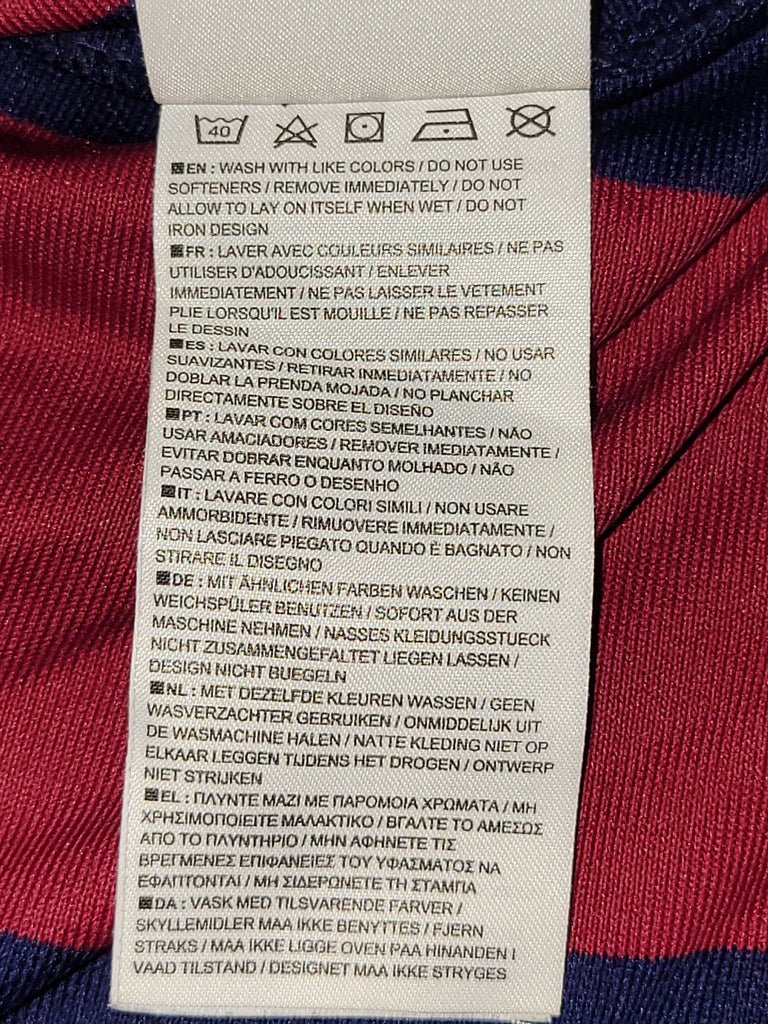 40
EN : WASH WITH LIKE COLORS / DO NOT USE
SOFTENERS / REMOVE IMMEDIATELY / DO NOT
ALLOW TO LAY ON ITSELF WHEN WET / DO NOT
IRON DESIGN
FR : LAVER AVEC COULEURS SIMILAIRES / NE PAS
UTILISER D'ADOUCISSANT / ENLEVER
IMMEDIATEMENT / NE PAS LAISSER LE VETEMENT
PLIE LORSQU'IL EST MOUILLE / NE PAS REPASSER
LE DESSIN
ES : LAVAR CON COLORES SIMILARES / NO USAR
SUAVIZANTES / RETIRAR INMEDIATAMENTE / NO
DOBLAR LA PRENDA MOJADA / NO PLANCHAR
DIRECTAMENTE SOBRE EL DISEÑO
PT : LAVAR COM CORES SEMELHANTES / NÃO
USAR AMACIADORES / REMOVER IMEDIATAMENTE /
EVITAR DOBRAR ENQUANTO MOLHADO / NÃO
PASSAR A FERRO O DESENHO
IT : LAVARE CON COLORI SIMILI / NON USARE
AMMORBIDENTE / RIMUOVERE IMMEDIATAMENTE /
NON LASCIARE PIEGATO QUANDO È BAGNATO / NON
STIRARE IL DISEGNO
DE : MIT ÄHNLICHEN FARBEN WASCHEN / KEINEN
WEICHSPÜLER BENUTZEN / SOFORT AUS DER
MASCHINE NEHMEN / NASSES KLEIDUNGSSTUECK
NICHT ZUSAMMENGEFALTET LIEGEN LASSEN /
DESIGN NICHT BUEGELN
NL : MET DEZELFDE KLEUREN WASSEN / GEEN
WASVERZACHTER GEBRUIKEN / ONMIDDELIJK UIT
DE WASMACHINE HALEN / NATTE KLEDING NIET OP
ELKAAR LEGGEN TIJDENS HET DROGEN / ONTWERP
NIET STRIJKEN
EL : ΠΛΥΝΤΕ ΜΑΖΙ ΜΕ ΠΑΡΟΜΟΙΑ ΧΡΩΜΑΤΑ / ΜΗ
ΧΡΗΣΙΜΟΠΟΙΕΙΤΕ ΜΑΛΑΚΤΙΚΟ / ΒΓΑΛΤΕ ΤΟ ΑΜΕΣΩΣ
ΑΠΟ ΤΟ ΠΛΥΝΤΗΡΙΟ / ΜΗΝ ΑΦΗΝΕΤΕ ΤΙΣ
ΒΡΕΓΜΕΝΕΣ ΕΠΙΦΑΝΕΙΕΣ ΤΟΥ ΥΦΑΣΜΑΤΟΣ ΝΑ
ΕΦΑΠΤΟΝΤΑΙ / ΜΗ ΣΙΔΕΡΩΝΕΤΕ ΤΗ ΣΤΑΜΠΑ
DA : VASK MED TILSVARENDE FARVER /
SKYLLEMIDLER MAA IKKE BENYTTES / FJERN
STRAKS / MAA IKKE LIGGE OVEN PAA HINANDEN I
VAAD TILSTAND / DESIGNET MAA IKKE STRYGES